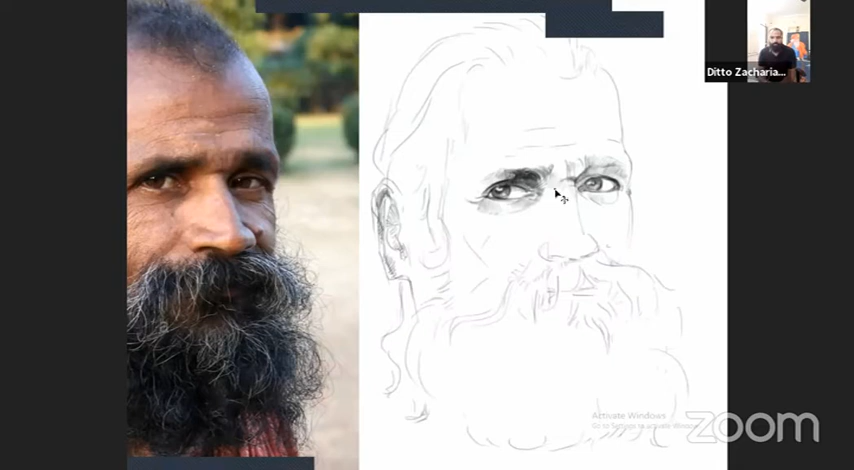 Ditto Zacharia...
Activate Windows
Go to Settings to activate Windows.
zoom